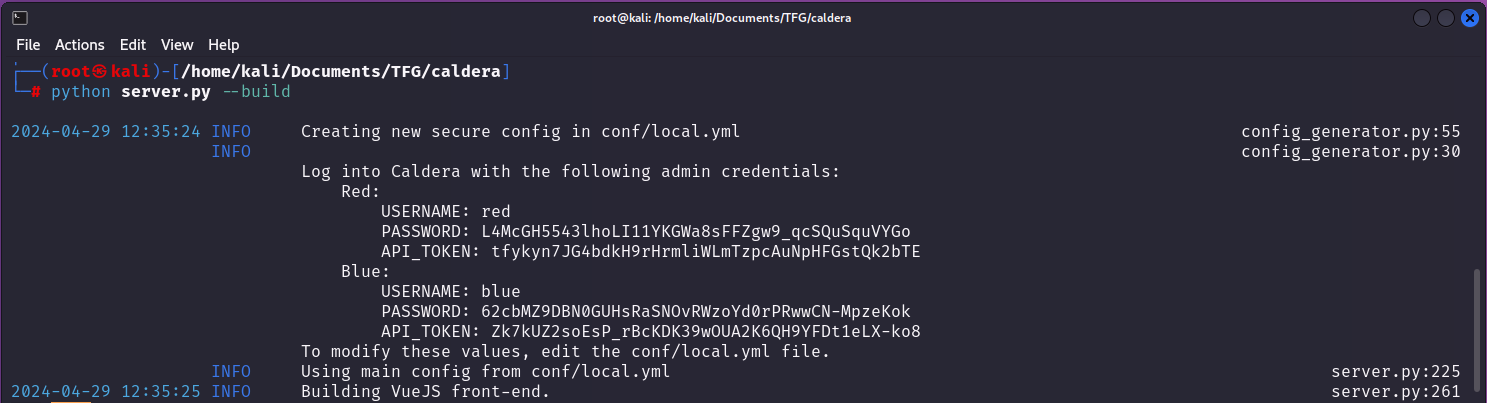 root@kali: /home/kali/Documents/TFG/caldera
File Actions Edit View Help
┌──(root㉿kali)-[/home/kali/Documents/TFG/caldera]
└─# python server.py --build
2024-04-29 12:35:24 INFO Creating new secure config in conf/local.yml config_generator.py:55
INFO config_generator.py:30
Log into Caldera with the following admin credentials:
Red:
USERNAME: red
PASSWORD: L4McGH5543lhoLI11YKGWa8sFFZgw9_qcSQuSquVYGo
API_TOKEN: tfykyn7JG4bdkH9rHrmliWLmTzpcAuNpHFGstQk2bTE
Blue:
USERNAME: blue
PASSWORD: 62cbMZ9DBN0GUHsRaSNOvRWzoYd0rPRwwCN-MpzeKok
API_TOKEN: Zk7kUZ2soEsP_rBcKDK39wOUA2K6QH9YFDt1eLX-ko8
To modify these values, edit the conf/local.yml file.
INFO Using main config from conf/local.yml server.py:225
2024-04-29 12:35:25 INFO Building VueJS front-end. server.py:261